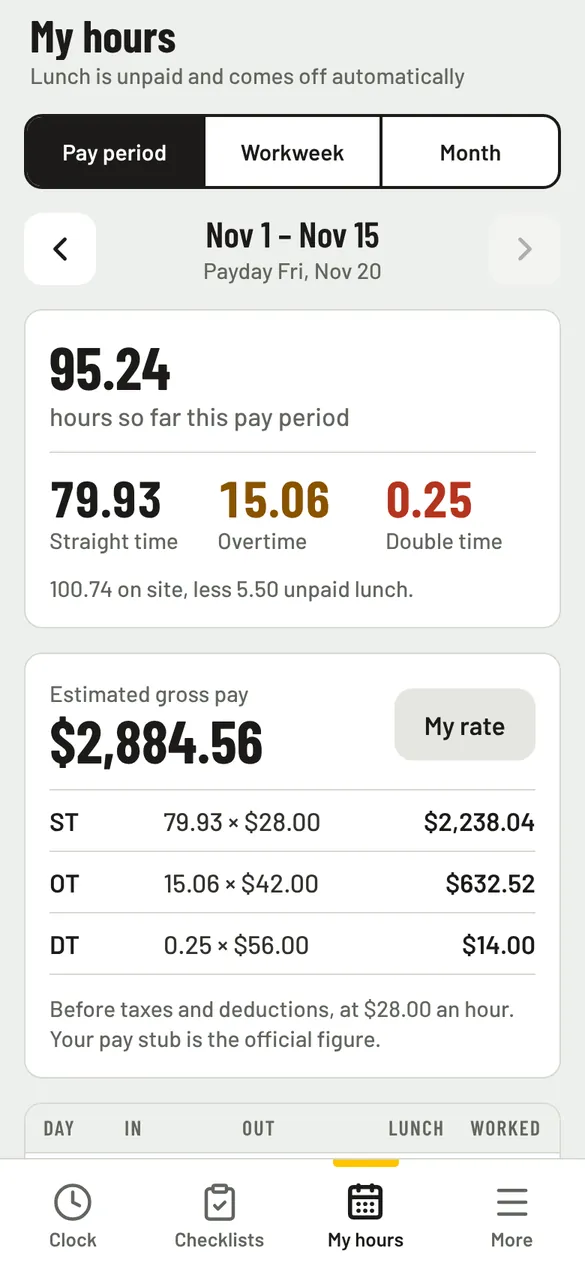 My hours
Lunch is unpaid and comes off automatically
Pay period Workweek Month
Nov 1 – Nov 15
Payday Fri, Nov 20
95.24
hours so far this pay period
79.93 15.06 0.25
Straight time Overtime Double time
100.74 on site, less 5.50 unpaid lunch.
Estimated gross pay
$2,884.56
My rate
ST 79.93 × $28.00 $2,238.04
OT 15.06 × $42.00 $632.52
DT 0.25 × $56.00 $14.00
Before taxes and deductions, at $28.00 an hour.
Your pay stub is the official figure.
DAY IN OUT LUNCH WORKED
Clock Checklists My hours More